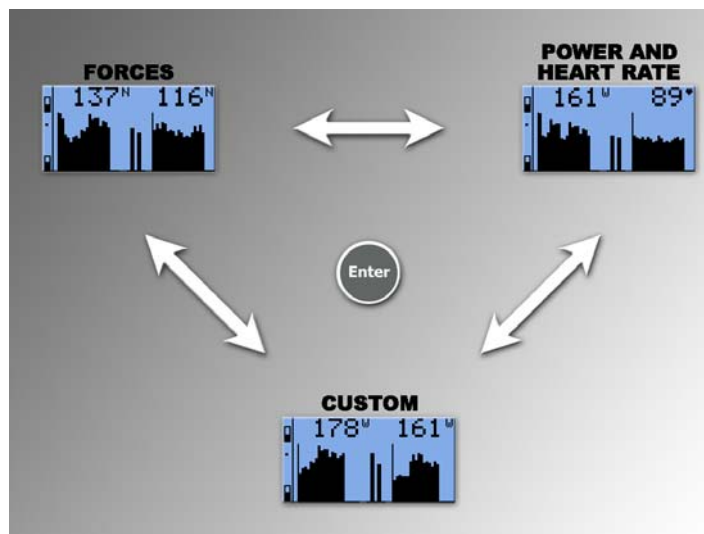 FORCES
137N 116N
POWER AND
HEART RATE
161W 89♥
Enter
CUSTOM
178W 161W